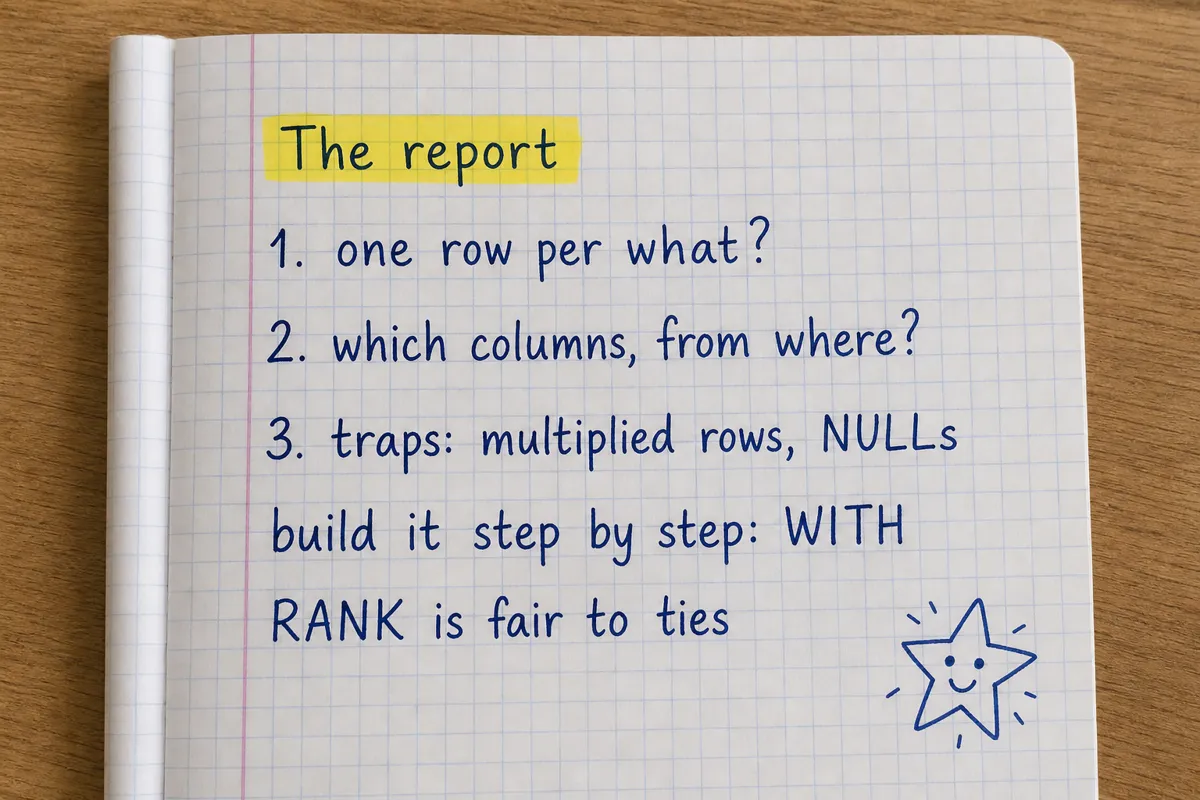 The report
1. one row per what?
2. which columns, from where?
3. traps: multiplied rows, NULLs
build it step by step: WITH
RANK is fair to ties